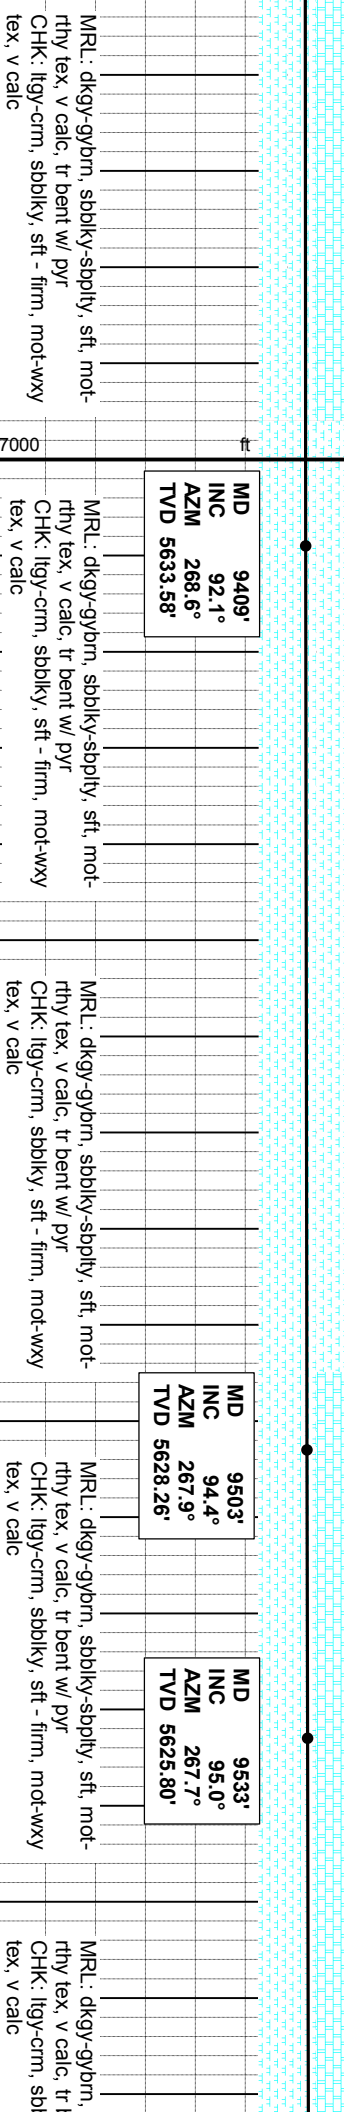 MRL: dkgy-gybrn, sbblky-sbplty, sft, mot-
rthy tex, v calc, tr bent w/ pyr
CHK: ltgy-crm, sbblky, sft - firm, mot-wxy
tex, v calc
7000
ft
MD 9409'
INC 92.1°
AZM 268.6°
TVD 5633.58'
MRL: dkgy-gybrn, sbblky-sbplty, sft, mot-
rthy tex, v calc, tr bent w/ pyr
CHK: ltgy-crm, sbblky, sft - firm, mot-wxy
tex, v calc
MRL: dkgy-gybrn, sbblky-sbplty, sft, mot-
rthy tex, v calc, tr bent w/ pyr
CHK: ltgy-crm, sbblky, sft - firm, mot-wxy
tex, v calc
MD 9503'
INC 94.4°
AZM 267.9°
TVD 5628.26'
MRL: dkgy-gybrn, sbblky-sbplty, sft, mot-
rthy tex, v calc, tr bent w/ pyr
CHK: ltgy-crm, sbblky, sft - firm, mot-wxy
tex, v calc
MD 9533'
INC 95.0°
AZM 267.7°
TVD 5625.80'
MRL: dkgy-gybrn,
rthy tex, v calc, tr
CHK: ltgy-crm,
tex, v calc